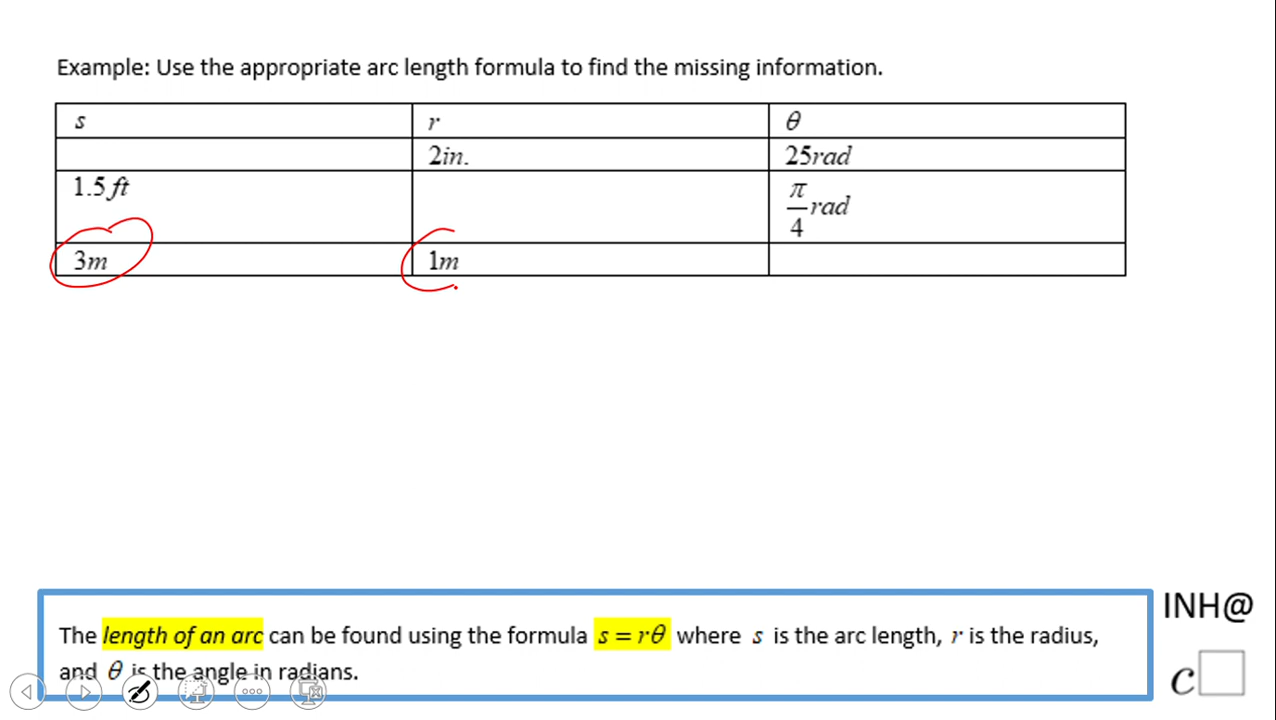 Example: Use the appropriate arc length formula to find the missing information.
s r θ
2in. 25rad
1.5ft π/4 rad
3m 1m
The length of an arc can be found using the formula s = rθ where s is the arc length, r is the radius,
and θ is the angle in radians.
INH@
c